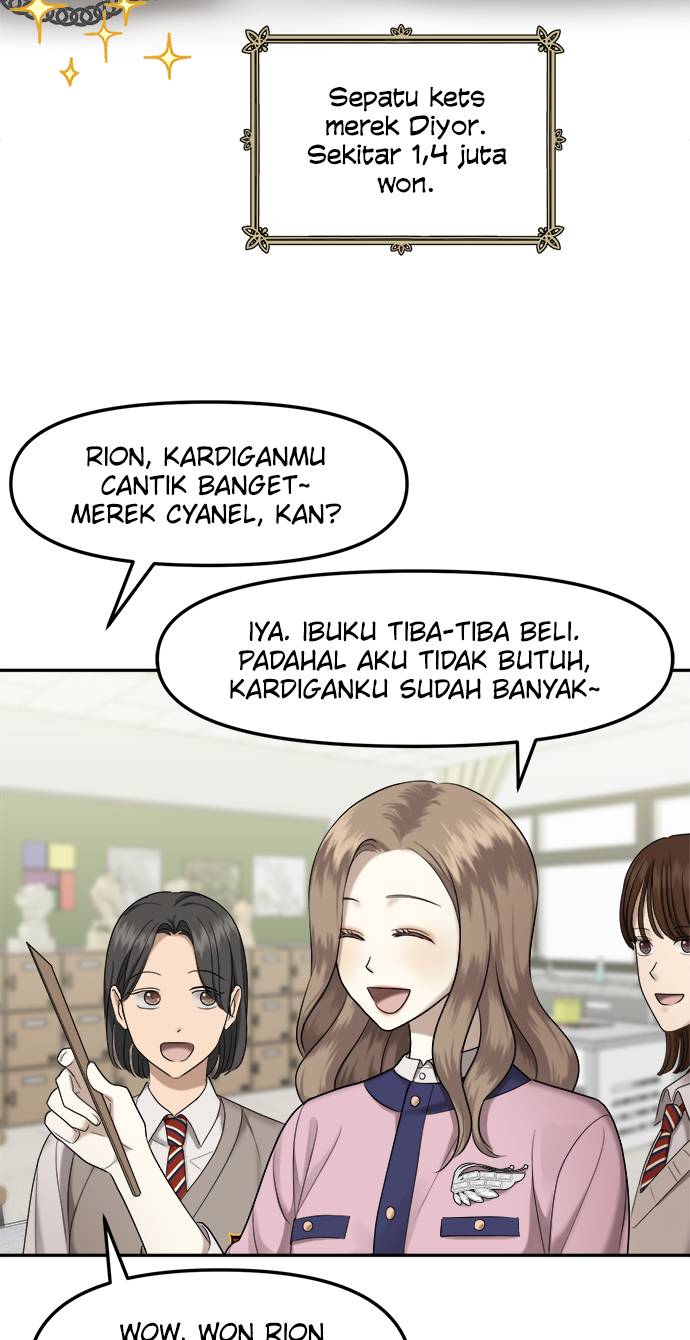 Sepatu kets
merek Diyor.
Sekitar 1,4 juta
won.
RION, KARDIGANMU
CANTIK BANGET~
MEREK CYANEL, KAN?
IYA. IBUKU TIBA-TIBA BELI.
PADAHAL AKU TIDAK BUTUH,
KARDIGANKU SUDAH BANYAK~
WOW, WON RION